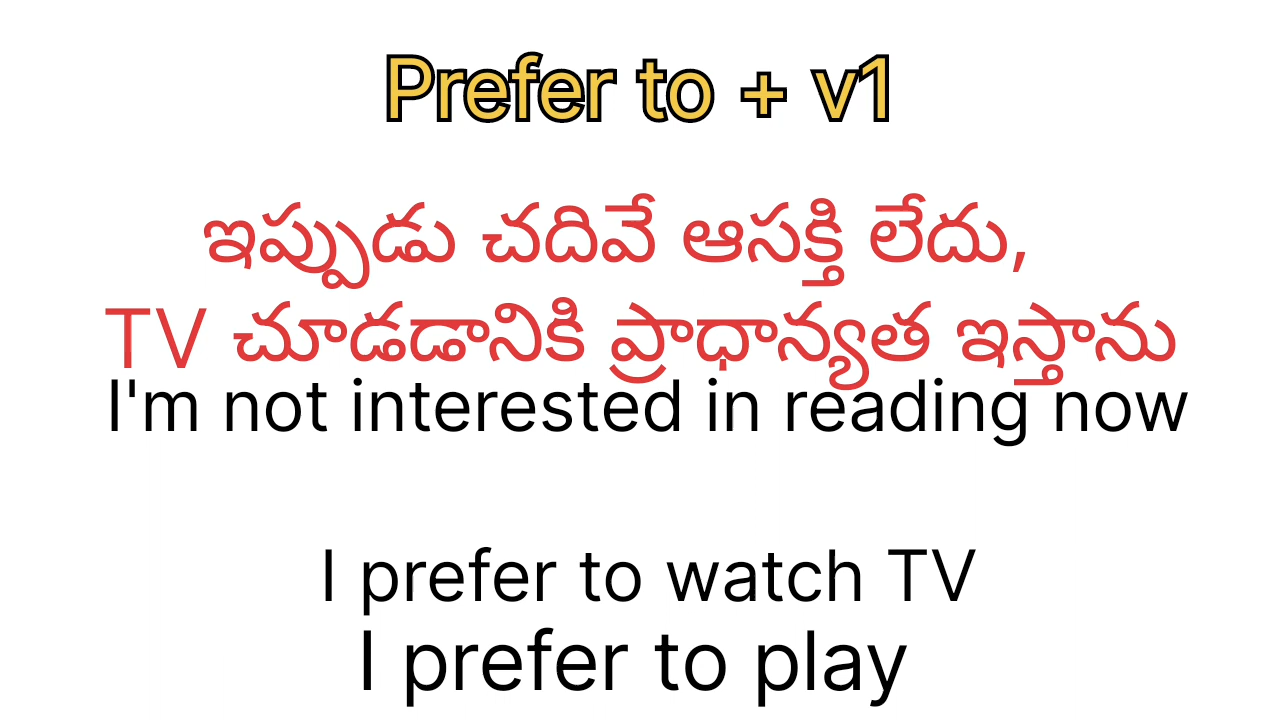 Prefer to + v1
ఇప్పుడు చదివే ఆసక్తి లేదు,
TV చూడడానికి ప్రాధాన్యత ఇస్తాను
I'm not interested in reading now
I prefer to watch TV
I prefer to play